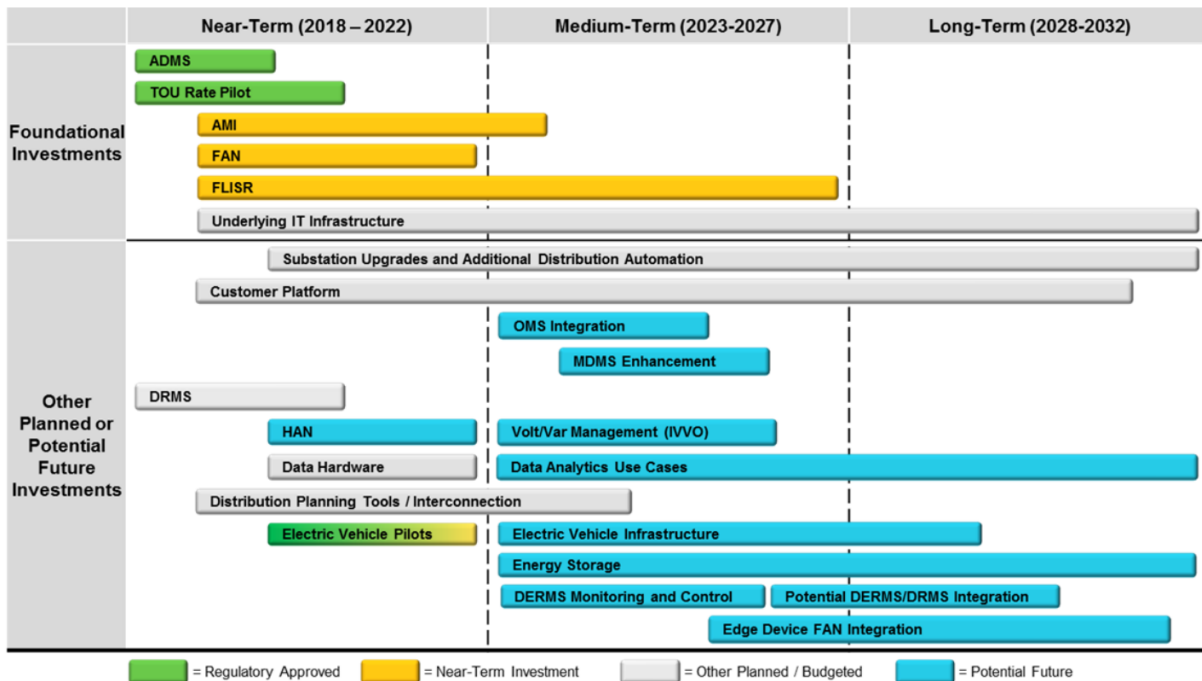 Near-Term (2018 – 2022)
Medium-Term (2023-2027)
Long-Term (2028-2032)
Foundational
Investments
ADMS
TOU Rate Pilot
AMI
FAN
FLISR
Underlying IT Infrastructure
Other
Planned or
Potential
Future
Investments
Substation Upgrades and Additional Distribution Automation
Customer Platform
OMS Integration
MDMS Enhancement
DRMS
HAN
Volt/Var Management (IVVO)
Data Hardware
Data Analytics Use Cases
Distribution Planning Tools / Interconnection
Electric Vehicle Pilots
Electric Vehicle Infrastructure
Energy Storage
DERMS Monitoring and Control
Potential DERMS/DRMS Integration
Edge Device FAN Integration
= Regulatory Approved
= Near-Term Investment
= Other Planned / Budgeted
= Potential Future